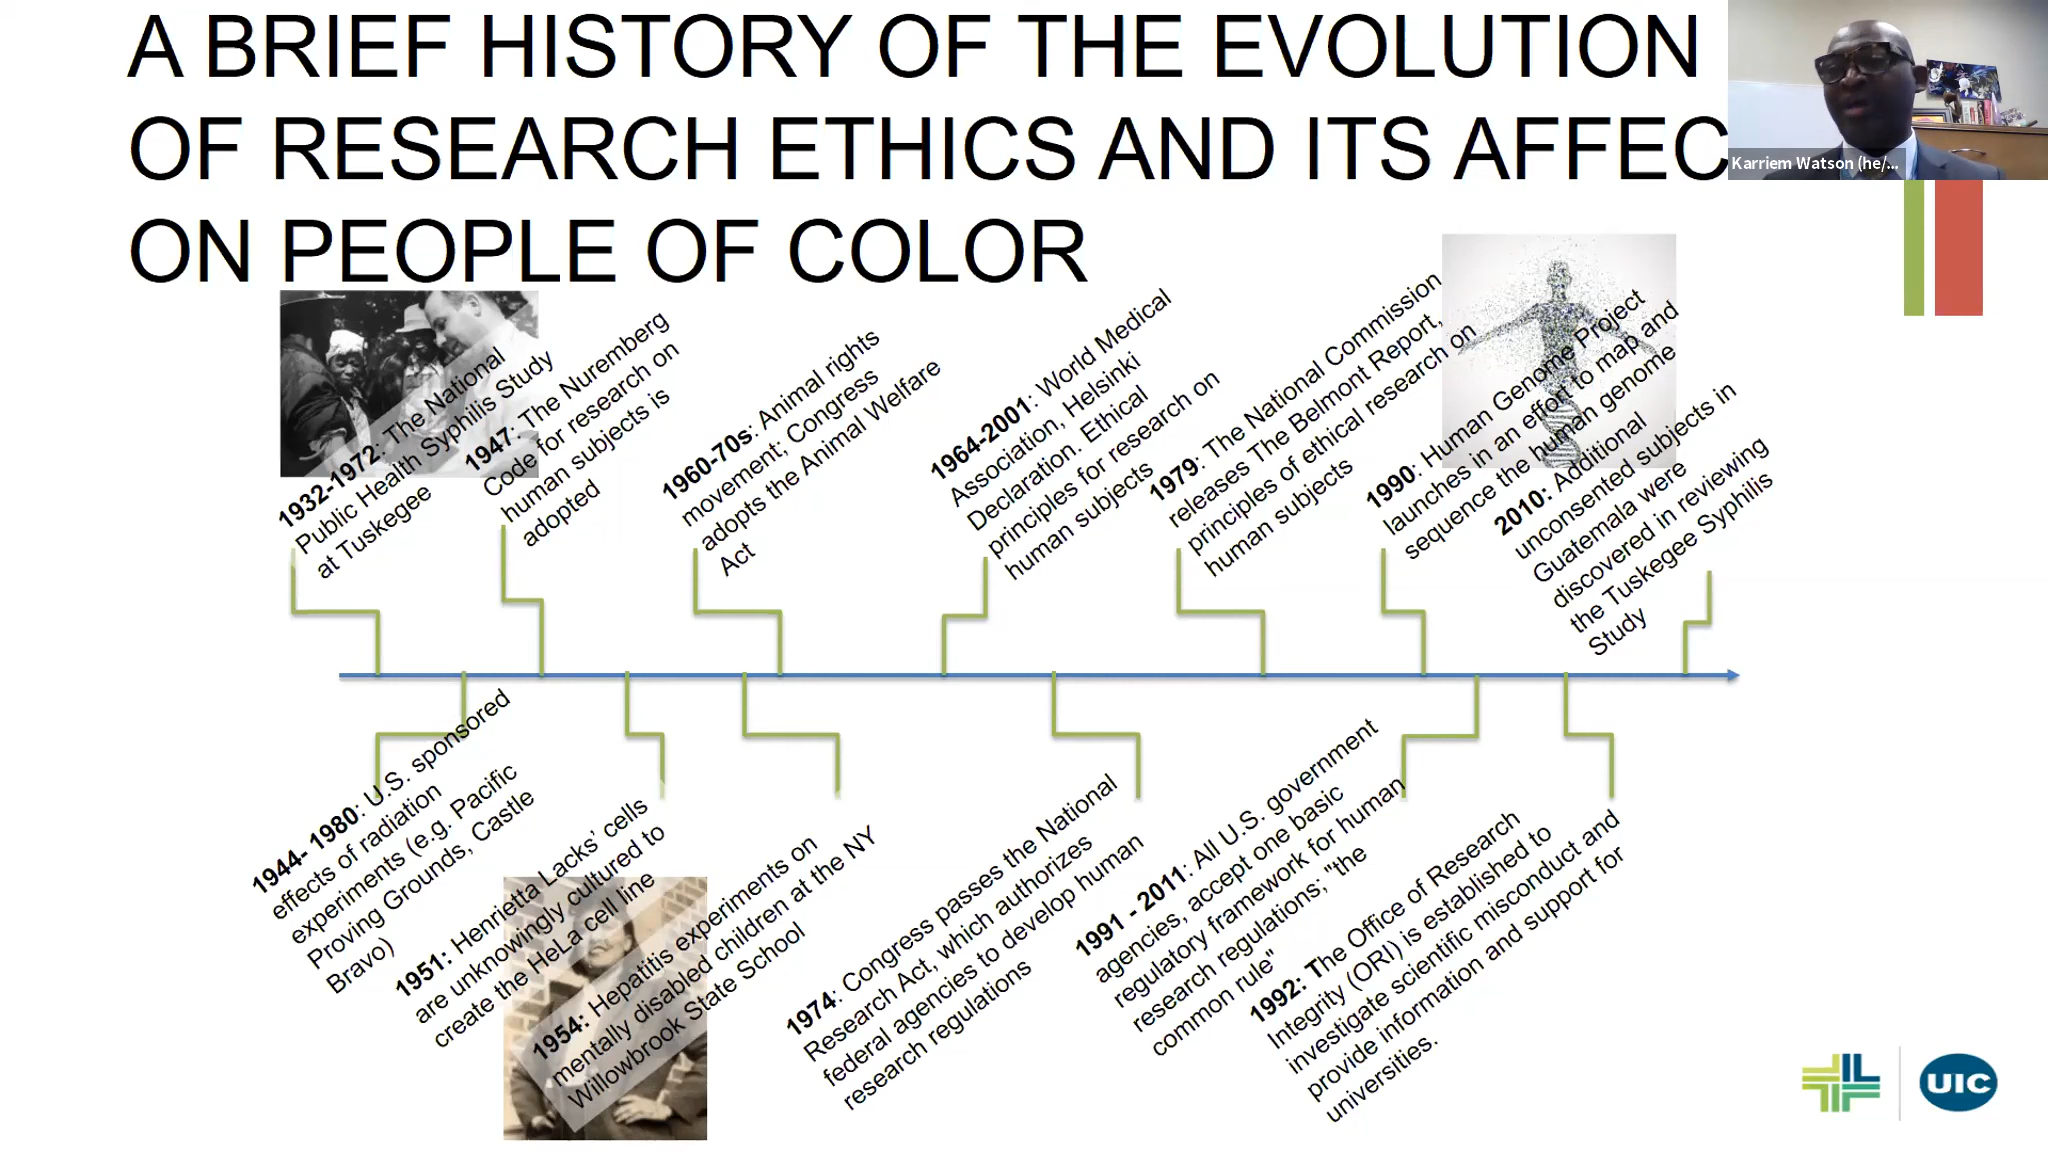 A BRIEF HISTORY OF THE EVOLUTION
OF RESEARCH ETHICS AND ITS AFFEC
ON PEOPLE OF COLOR
Karriem Watson (he/...
1932-1972: The National
Public Health Syphilis Study
at Tuskegee
1947: The Nuremberg
Code for research on
human subjects is
adopted
1960-70s: Animal rights
movement; Congress
adopts the Animal Welfare
Act
1964-2001: World Medical
Association, Helsinki
Declaration. Ethical
principles for research on
human subjects
1979: The National Commission
releases The Belmont Report,
principles of ethical research on
human subjects
1990: Human Genome Project
launches in an effort to map and
sequence the human genome
2010: Additional
unconsented subjects in
Guatemala were
discovered in reviewing
the Tuskegee Syphilis
Study
1944- 1980: U.S. sponsored
effects of radiation
experiments (e.g. Pacific
Proving Grounds, Castle
Bravo)
1951: Henrietta Lacks' cells
are unknowingly cultured to
create the HeLa cell line
1954: Hepatitis experiments on
mentally disabled children at the NY
Willowbrook State School
1974: Congress passes the National
Research Act, which authorizes
federal agencies to develop human
research regulations
1991 - 2011: All U.S. government
agencies, accept one basic
regulatory framework for human
research regulations; "the
common rule"
1992: The Office of Research
Integrity (ORI) is established to
investigate scientific misconduct and
provide information and support for
universities.
UIC